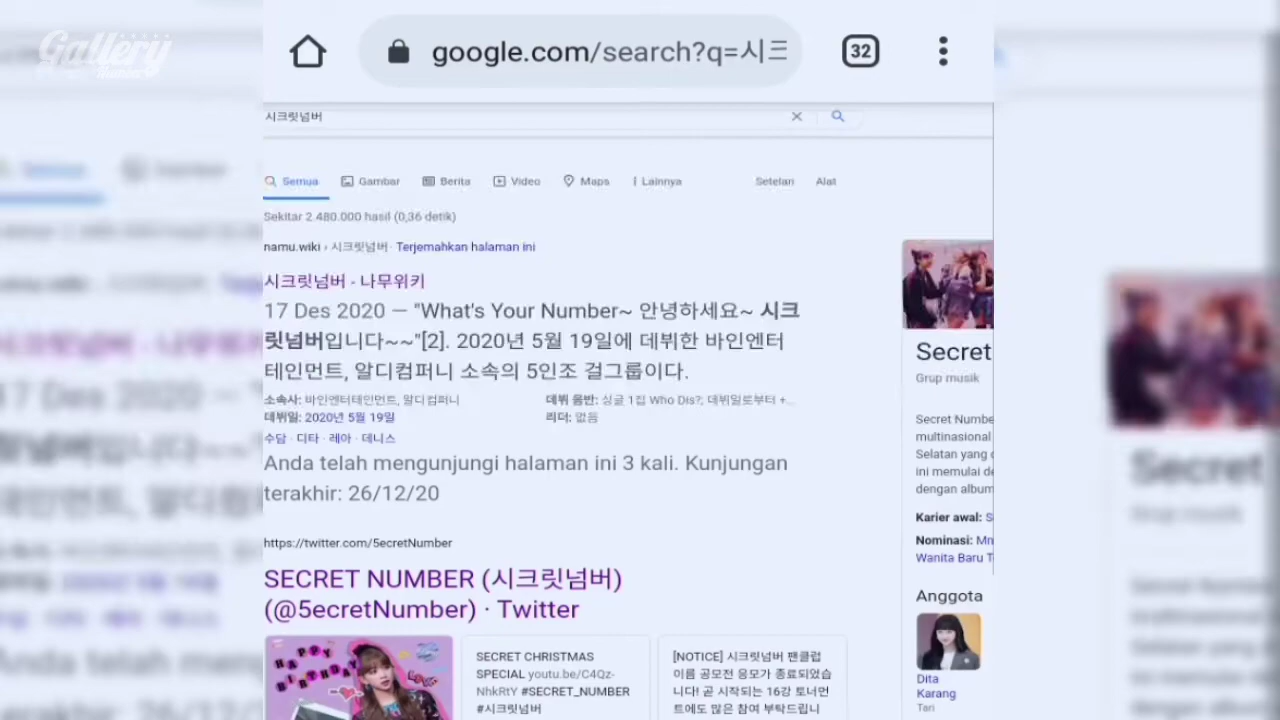 Gallery
Number
google.com/search?q=시크
32
시크릿넘버
Semua Gambar Berita Video Maps Lainnya Setelan Alat
Sekitar 2.480.000 hasil (0,36 detik)
namu.wiki › 시크릿넘버 · Terjemahkan halaman ini
시크릿넘버 - 나무위키
17 Des 2020 — "What's Your Number~ 안녕하세요~ 시크
릿넘버입니다~~"[2]. 2020년 5월 19일에 데뷔한 바인엔터
테인먼트, 알디컴퍼니 소속의 5인조 걸그룹이다.
소속사: 바인엔터테인먼트, 알디컴퍼니
데뷔 음반: 싱글 1집 Who Dis?; 데뷔일로부터 +...
데뷔일: 2020년 5월 19일
리더: 없음
수담 · 디타 · 레아 · 데니스
Anda telah mengunjungi halaman ini 3 kali. Kunjungan
terakhir: 26/12/20
https://twitter.com/5ecretNumber
SECRET NUMBER (시크릿넘버)
(@5ecretNumber) · Twitter
HAPPY
BIRTHDAY
SECRET CHRISTMAS
SPECIAL youtu.be/C4Qz-
NhkRtY #SECRET_NUMBER
#시크릿넘버
[NOTICE] 시크릿넘버 팬클럽
이름 공모전 응모가 종료되었습
니다! 곧 시작되는 16강 토너먼
트에도 많은 참여 부탁드립니
Secret
Grup musik
Secret Numbe
multinasional
Selatan yang
ini memulai de
dengan album
Karier awal: S
Nominasi: Mn
Wanita Baru T
Anggota
Dita
Karang
Tari